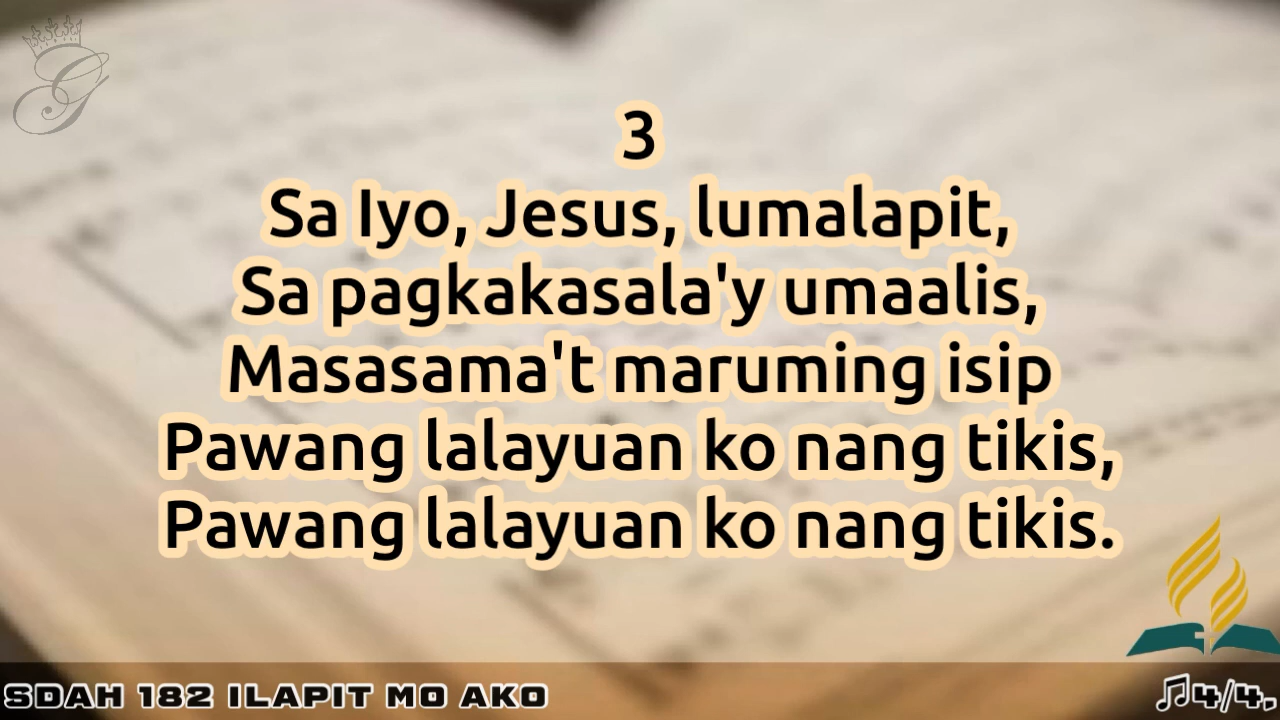 G
3
Sa Iyo, Jesus, lumalapit,
Sa pagkakasala'y umaalis,
Masasama't maruming isip
Pawang lalayuan ko nang tikis,
Pawang lalayuan ko nang tikis.
SDAH 182 ILAPIT MO AKO
♫4/4.